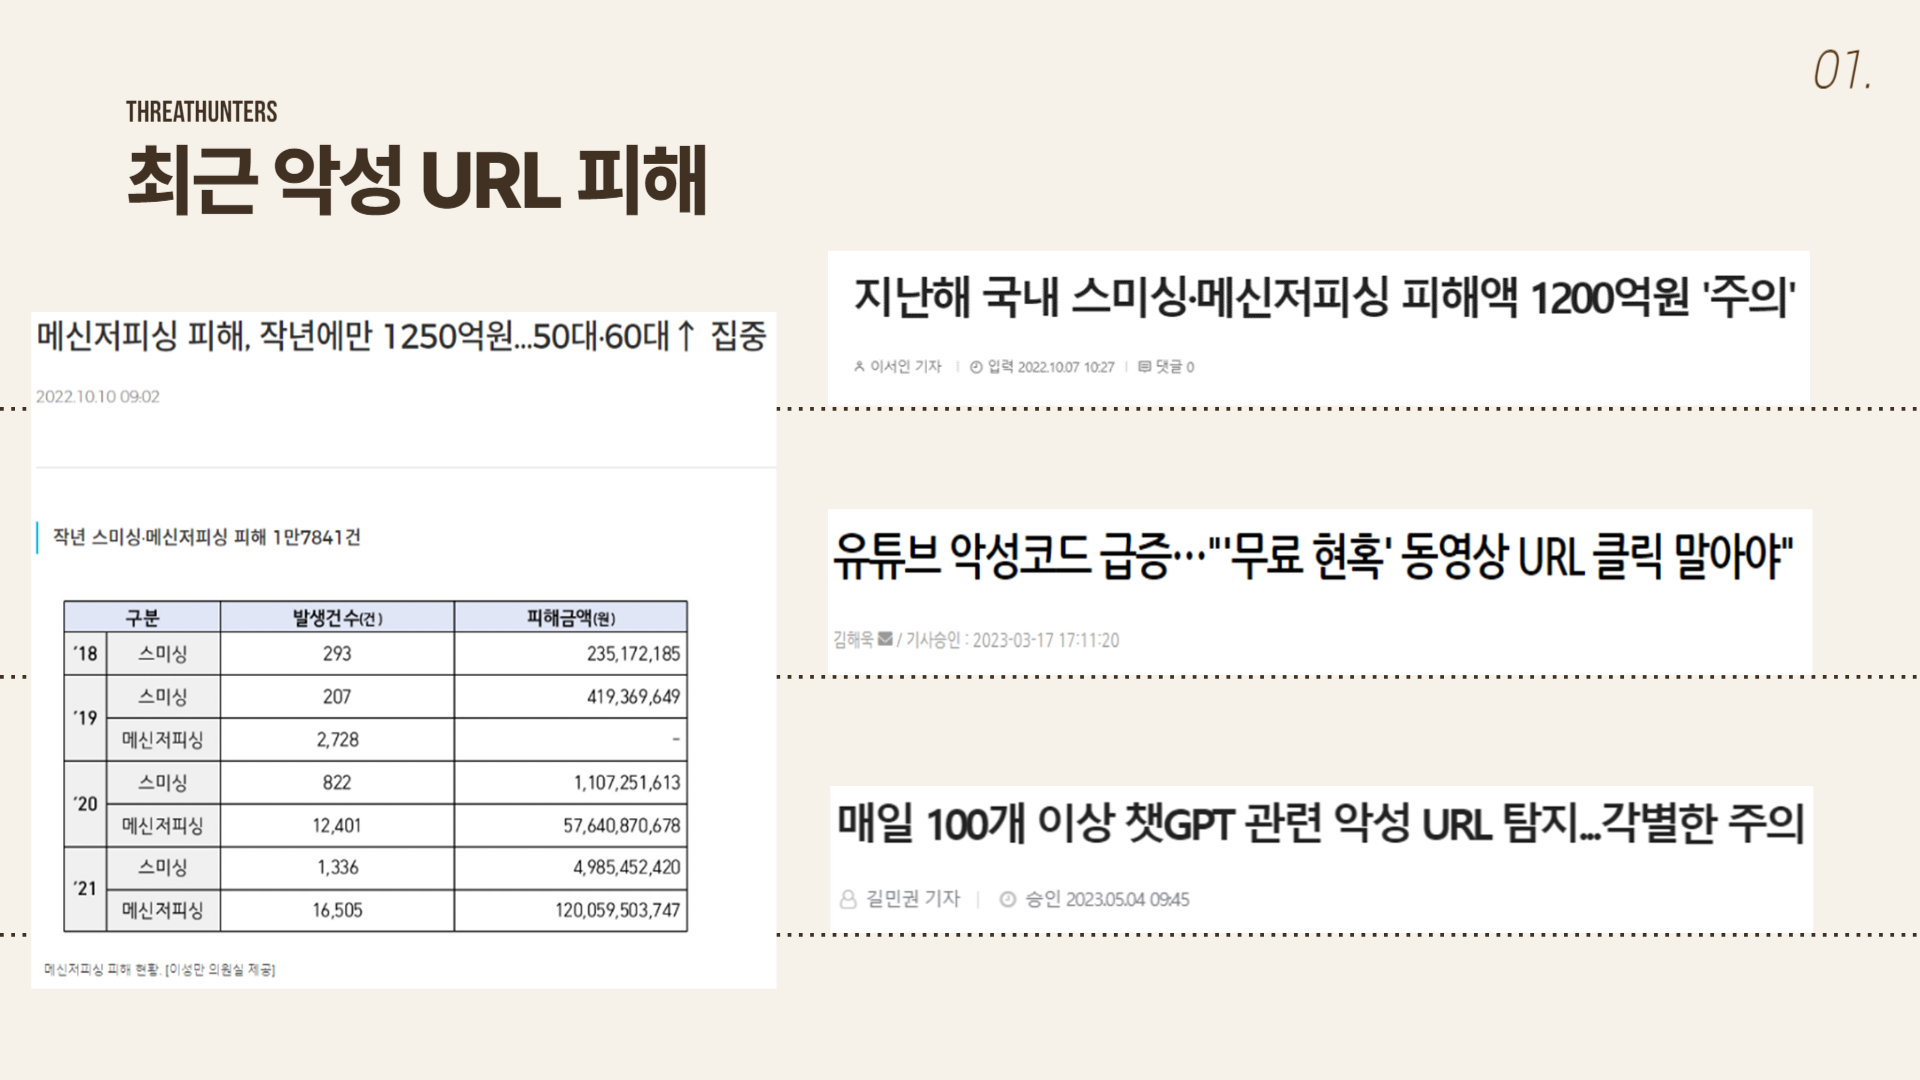 01.
THREATHUNTERS
최근 악성 URL 피해
메신저피싱 피해, 작년에만 1250억원...50대·60대↑ 집중
2022.10.10 09:02
작년 스미싱·메신저피싱 피해 1만7841건
구분 발생건수(건) 피해금액(원)
'18 스미싱 293 235,172,185
'19 스미싱 207 419,369,649
메신저피싱 2,728 -
'20 스미싱 822 1,107,251,613
메신저피싱 12,401 57,640,870,678
'21 스미싱 1,336 4,985,452,420
메신저피싱 16,505 120,059,503,747
메신저피싱 피해 현황. [이성만 의원실 제공]
지난해 국내 스미싱·메신저피싱 피해액 1200억원 '주의'
이서인 기자 | 입력 2022.10.07 10:27 | 댓글 0
유튜브 악성코드 급증…"'무료 현혹' 동영상 URL 클릭 말아야"
김해욱 / 기사승인 : 2023-03-17 17:11:20
매일 100개 이상 챗GPT 관련 악성 URL 탐지...각별한 주의
길민권 기자 | 승인 2023.05.04 09:45